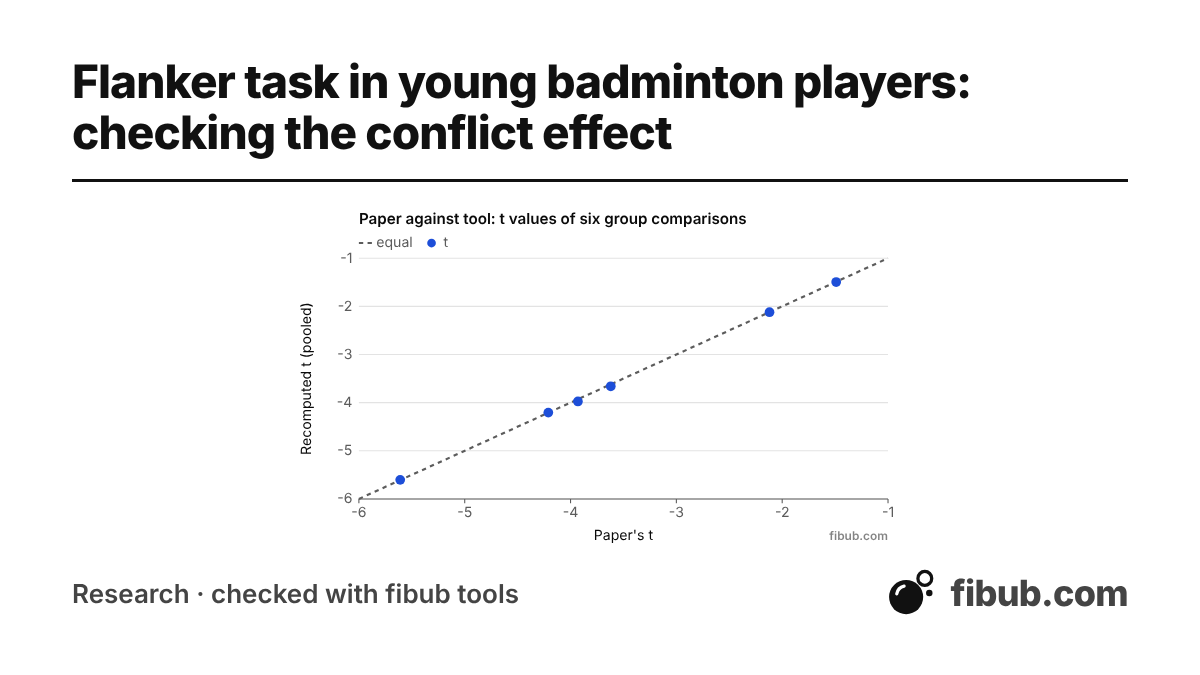 Flanker task in young badminton players:
checking the conflict effect
Paper against tool: t values of six group comparisons
equal t
-1
-2
-3
-4
-5
-6
Recomputed t (pooled)
-6 -5 -4 -3 -2 -1
Paper's t
fibub.com
Research · checked with fibub tools
fibub.com